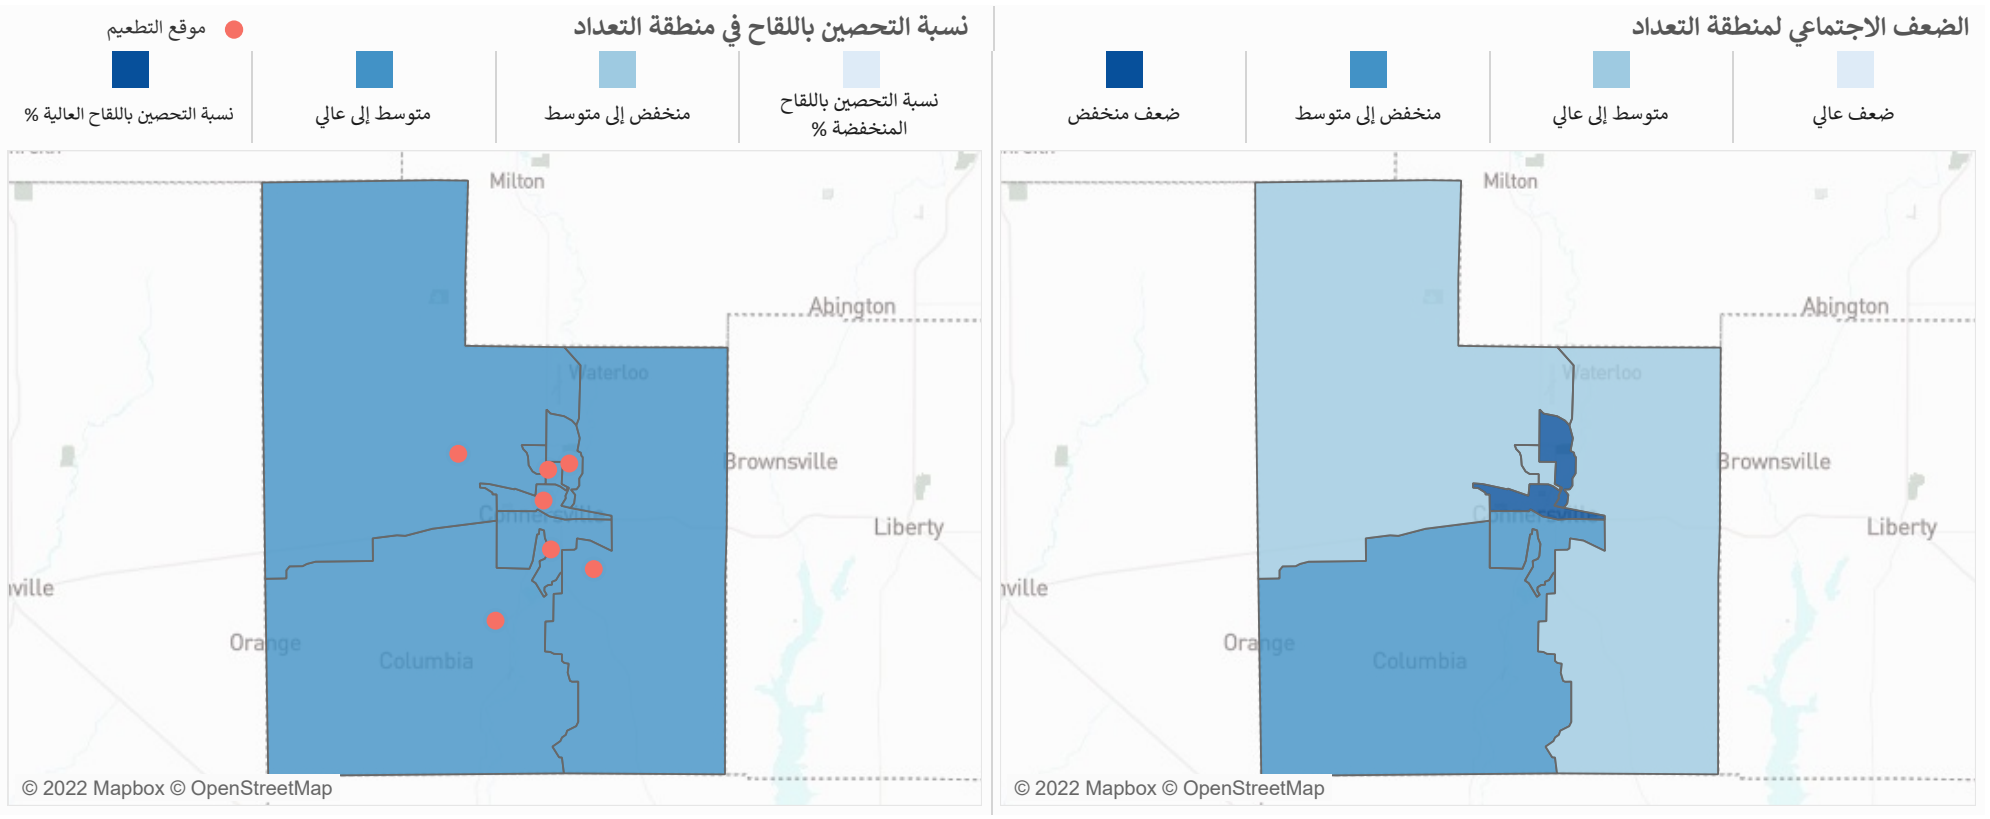 الضعف الاجتماعي لمنطقة التعداد
ضعف عالي
متوسط إلى عالي
منخفض إلى متوسط
ضعف منخفض
Milton
Abington
Waterloo
Brownsville
Connersville
Liberty
Orange
Columbia
© 2022 Mapbox © OpenStreetMap
نسبة التحصين باللقاح في منطقة التعداد
موقع التطعيم
نسبة التحصين باللقاح
المنخفضة %
منخفض إلى متوسط
متوسط إلى عالي
نسبة التحصين باللقاح العالية %
Milton
Abington
Waterloo
Brownsville
Connersville
Liberty
Orange
Columbia
© 2022 Mapbox © OpenStreetMap